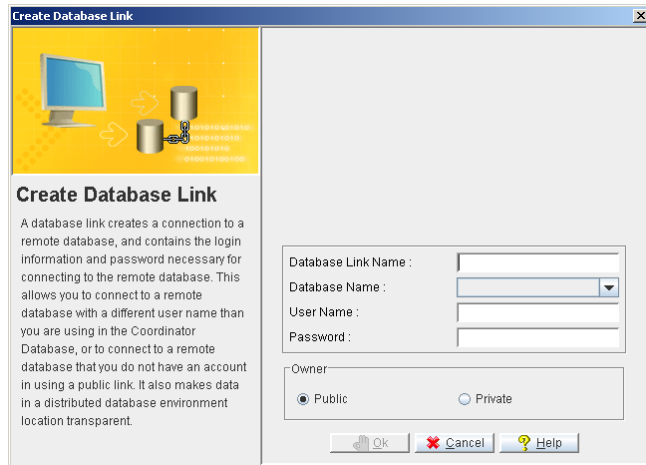 Create Database Link
Create Database Link
A database link creates a connection to a
remote database, and contains the login
information and password necessary for
connecting to the remote database. This
allows you to connect to a remote
database with a different user name than
you are using in the Coordinator
Database, or to connect to a remote
database that you do not have an account
in using a public link. It also makes data
in a distributed database environment
location transparent.
Database Link Name :
Database Name :
User Name :
Password :
Owner
Public
Private
Ok
Cancel
Help